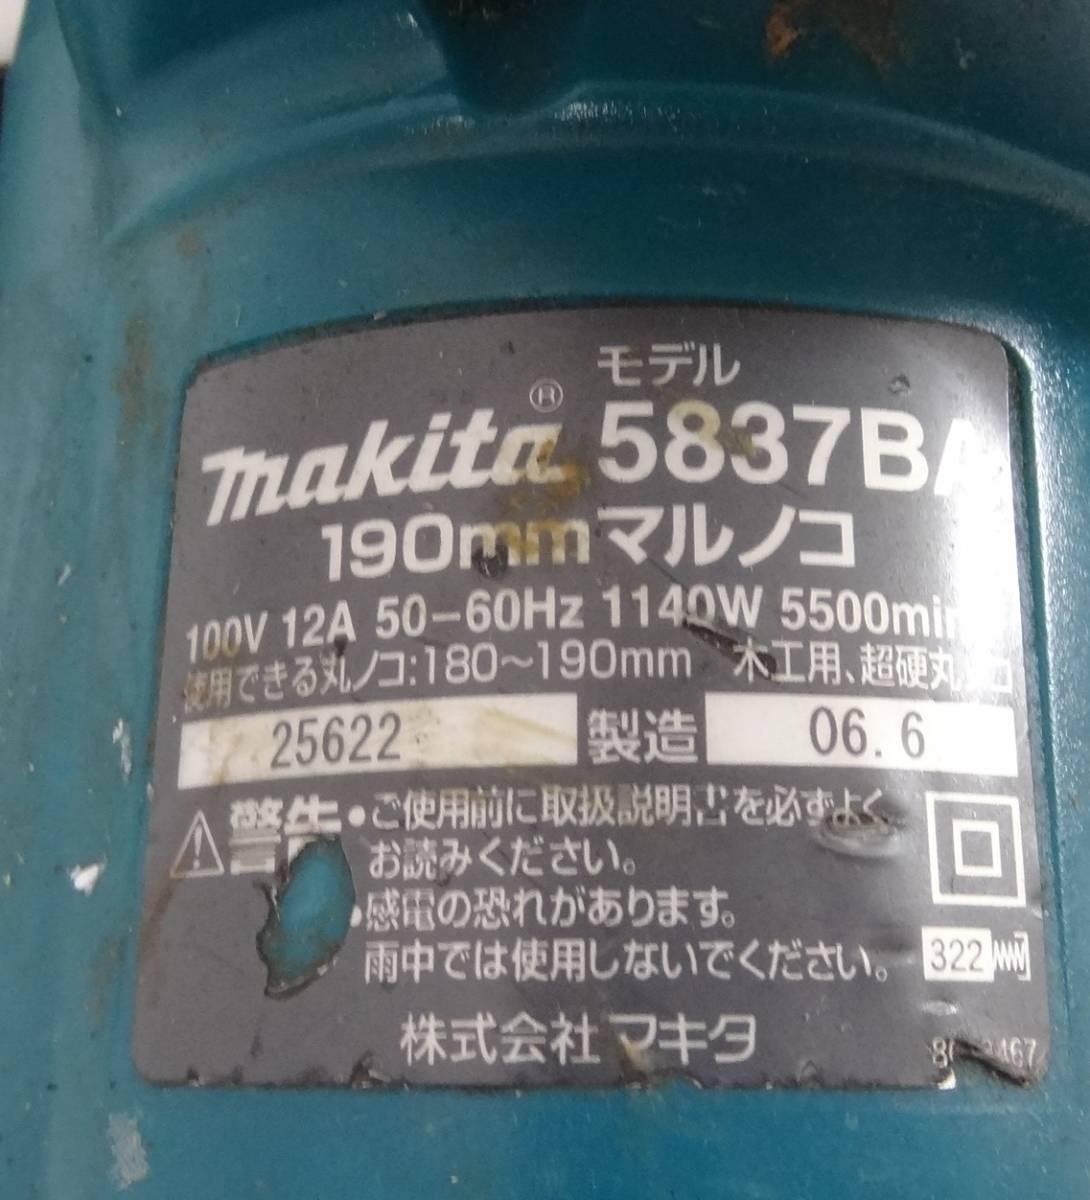 モデル
makita® 5837BA
190mmマルノコ
100V 12A 50-60Hz 1140W 5500min
使用できる丸ノコ:180~190mm 木工用、超硬丸ノコ
25622 製造 06.6
警告 ●ご使用前に取扱説明書を必ずよく
お読みください。
●感電の恐れがあります。
雨中では使用しないでください。
322
株式会社 マキタ